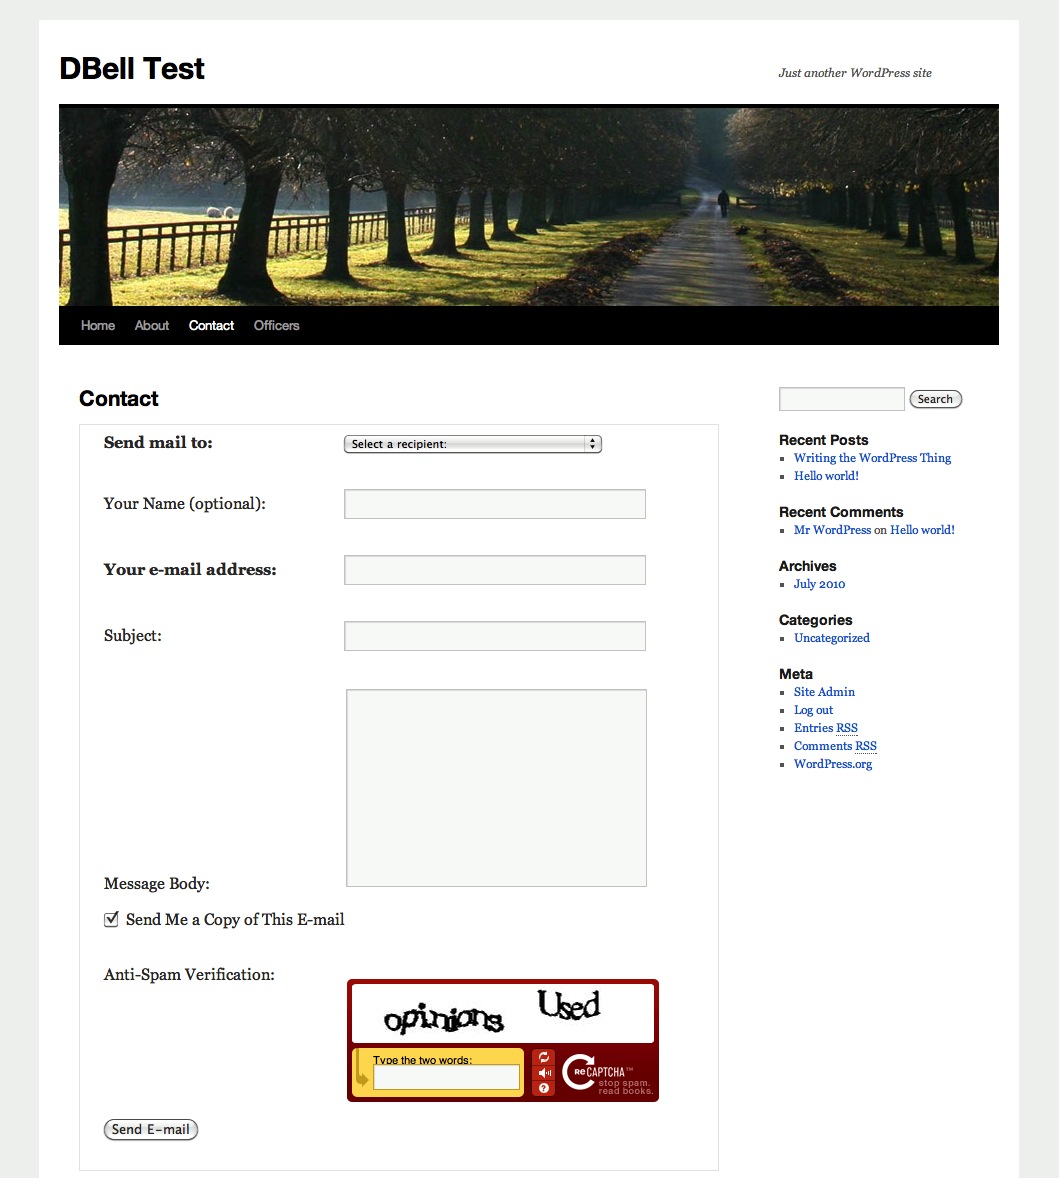 DBell Test
Just another WordPress site
Home About Contact Officers
Contact
Send mail to:
Select a recipient:
Your Name (optional):
Your e-mail address:
Subject:
Message Body:
Send Me a Copy of This E-mail
Anti-Spam Verification:
opinions Used
Type the two words:
reCAPTCHA™
stop spam.
read books.
Send E-mail
Search
Recent Posts
Writing the WordPress Thing
Hello world!
Recent Comments
Mr WordPress on Hello world!
Archives
July 2010
Categories
Uncategorized
Meta
Site Admin
Log out
Entries RSS
Comments RSS
WordPress.org